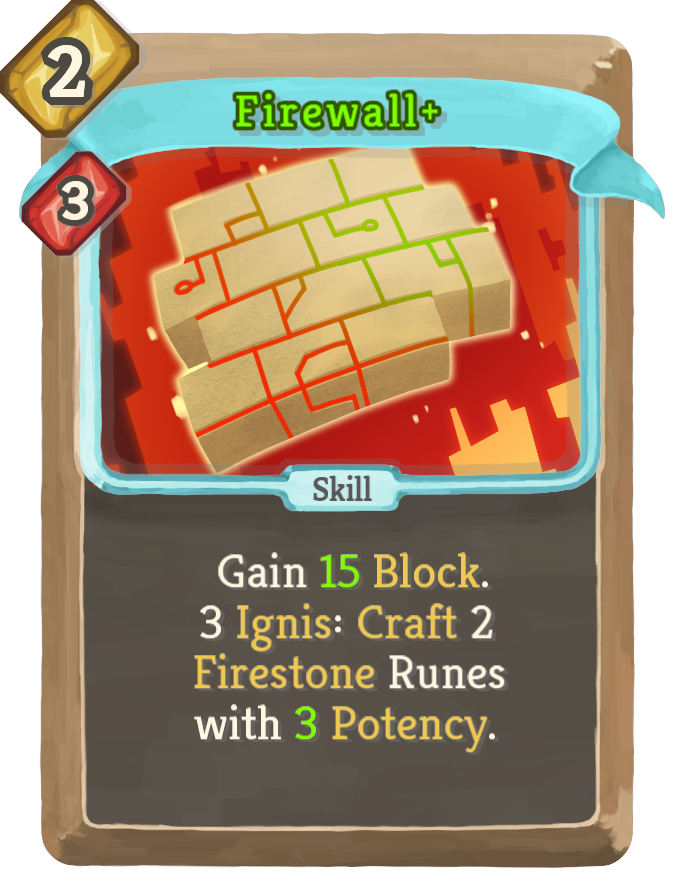 2
Firewall+
3
Skill
Gain 15 Block.
3 Ignis: Craft 2
Firestone Runes
with 3 Potency.